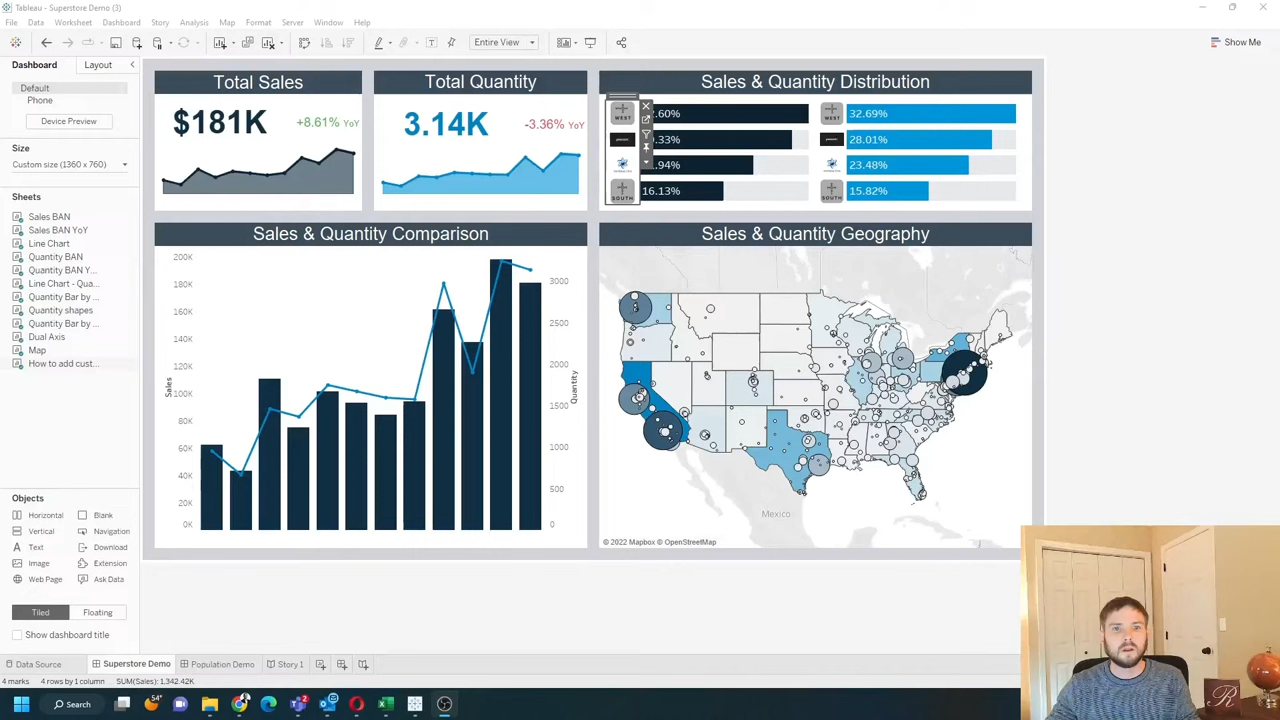 Tableau - Superstore Demo (3)
File Data Worksheet Dashboard Story Analysis Map Format Server Window Help
Entire View
Show Me
Dashboard Layout
Default
Phone
Device Preview
Size
Custom size (1360 x 760)
Sheets
Sales BAN
Sales BAN YoY
Line Chart
Quantity BAN
Quantity BAN Y...
Line Chart - Qua...
Quantity Bar by ...
Quantity shapes
Quantity Bar by ...
Dual Axis
Map
How to add cust...
Objects
Horizontal Blank
Vertical Navigation
Text Download
Image Extension
Web Page Ask Data
Tiled Floating
Show dashboard title
Total Sales
$181K +8.61% YoY
Total Quantity
3.14K -3.36% YoY
Sales & Quantity Distribution
WEST .60% WEST 32.69%
.33% 28.01%
.94% 23.48%
SOUTH 16.13% SOUTH 15.82%
Sales & Quantity Comparison
200K
180K
160K
140K
120K
100K
80K
60K
40K
20K
0K
Sales
3000
2500
2000
1500
1000
500
0
Quantity
Sales & Quantity Geography
Mexico
© 2022 Mapbox © OpenStreetMap
Data Source Superstore Demo Population Demo Story 1
4 marks 4 rows by 1 column SUM(Sales): 1,342.42K
Search
54°
R